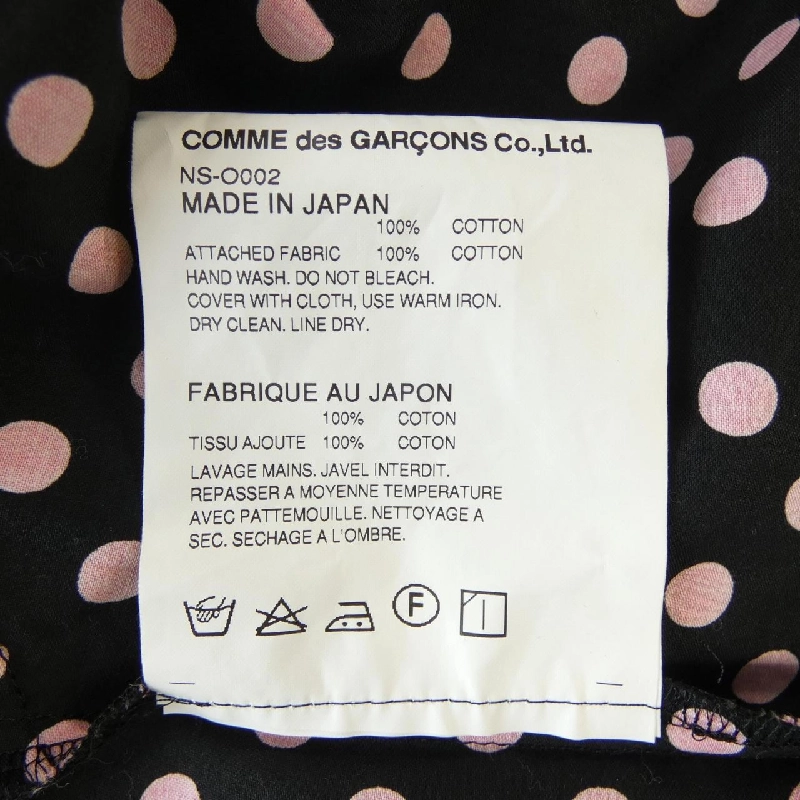 COMME des GARÇONS Co.,Ltd.
NS-O002
MADE IN JAPAN
100% COTTON
ATTACHED FABRIC 100% COTTON
HAND WASH. DO NOT BLEACH.
COVER WITH CLOTH, USE WARM IRON.
DRY CLEAN. LINE DRY.
FABRIQUE AU JAPON
100% COTON
TISSU AJOUTE 100% COTON
LAVAGE MAINS. JAVEL INTERDIT.
REPASSER A MOYENNE TEMPERATURE
AVEC PATTEMOUILLE. NETTOYAGE A
SEC. SECHAGE A L'OMBRE.
F